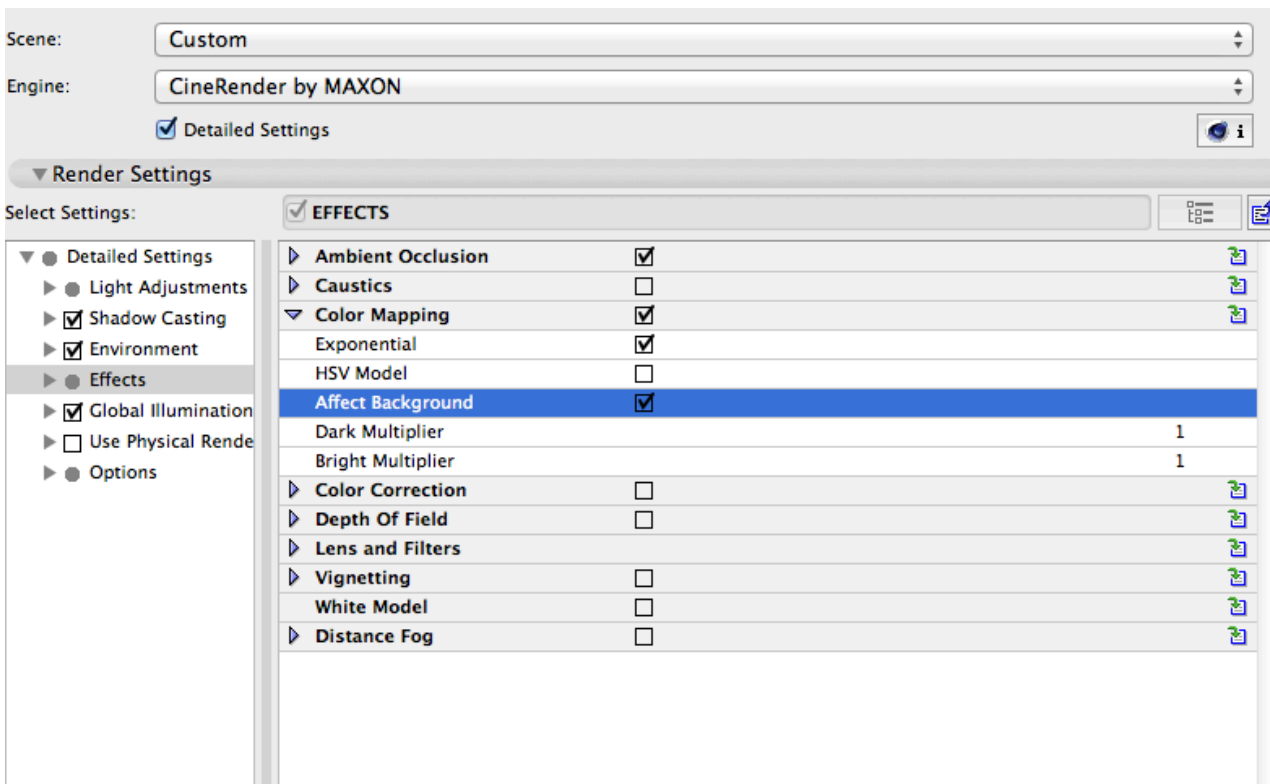 Scene: Custom
Engine: CineRender by MAXON
Detailed Settings
i
Render Settings
Select Settings: EFFECTS
Detailed Settings
Light Adjustments
Shadow Casting
Environment
Effects
Global Illumination
Use Physical Rende
Options
Ambient Occlusion
Caustics
Color Mapping
Exponential
HSV Model
Affect Background
Dark Multiplier 1
Bright Multiplier 1
Color Correction
Depth Of Field
Lens and Filters
Vignetting
White Model
Distance Fog